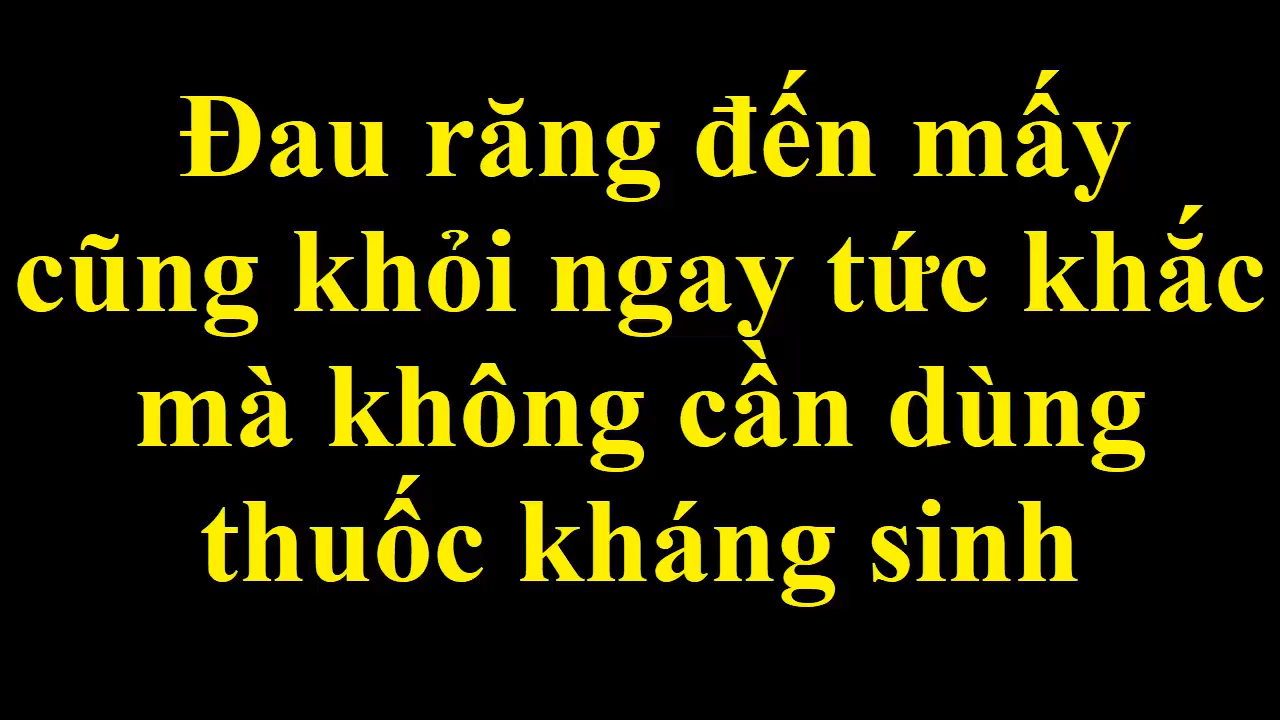 Đau răng đến mấy
cũng khỏi ngay tức khắc
mà không cần dùng
thuốc kháng sinh